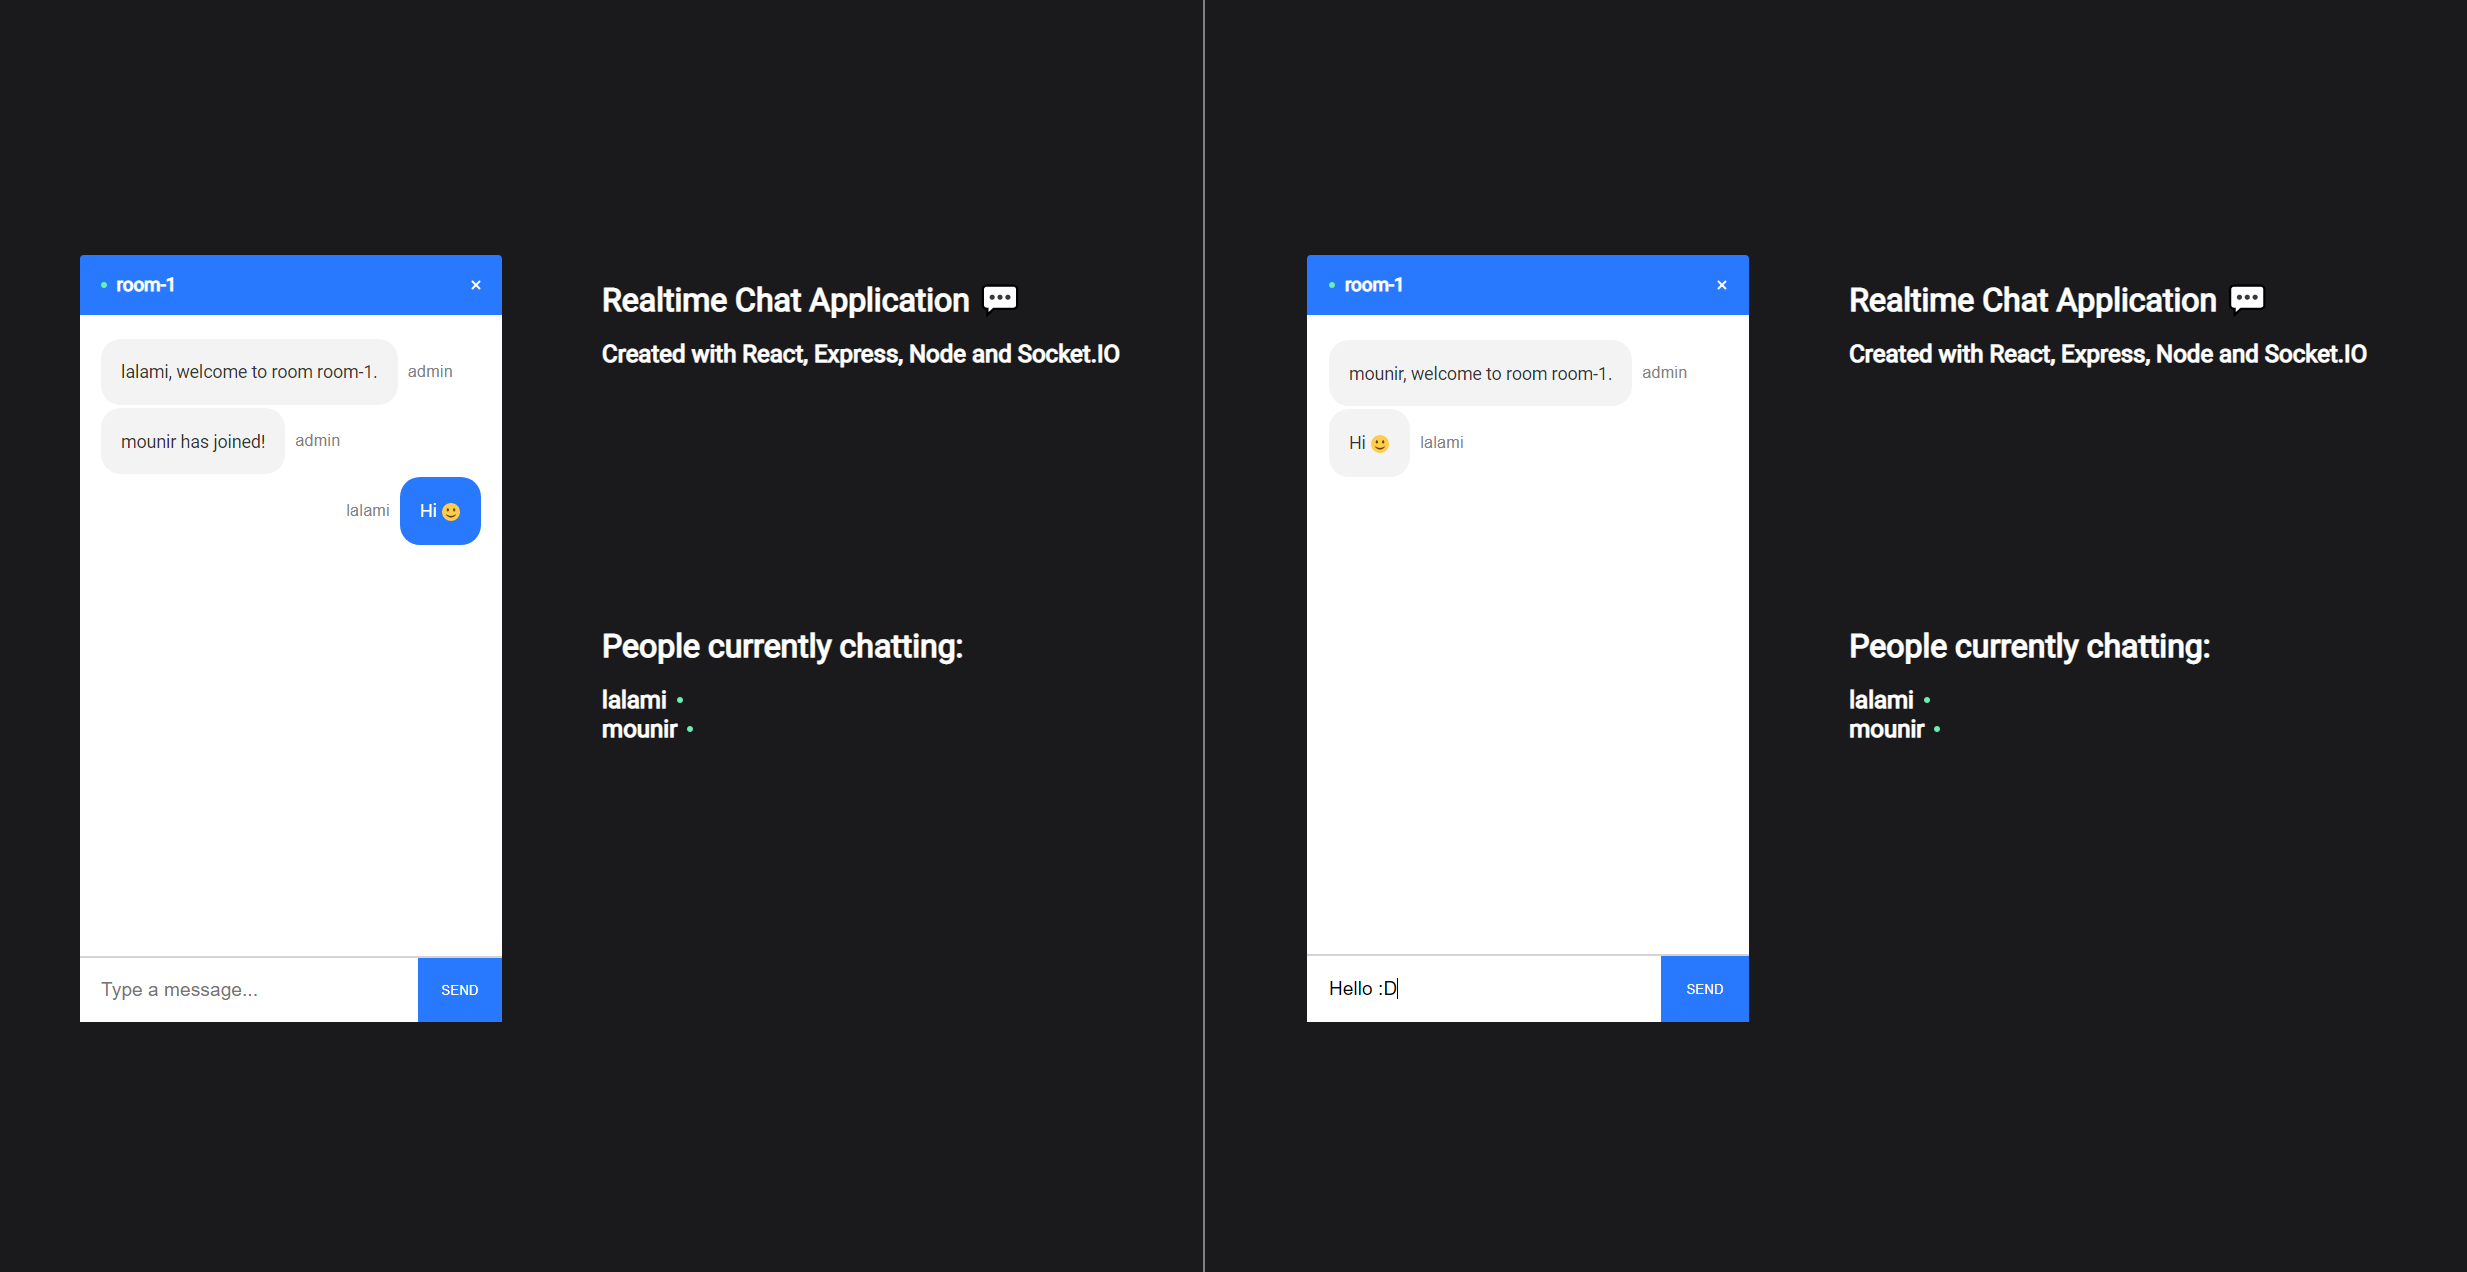 room-1 ×
lalami, welcome to room room-1. admin
mounir has joined! admin
lalami Hi 🙂
Type a message... SEND
Realtime Chat Application 💬
Created with React, Express, Node and Socket.IO
People currently chatting:
lalami
mounir
room-1 ×
mounir, welcome to room room-1. admin
Hi 🙂 lalami
Hello :D SEND
Realtime Chat Application 💬
Created with React, Express, Node and Socket.IO
People currently chatting:
lalami
mounir